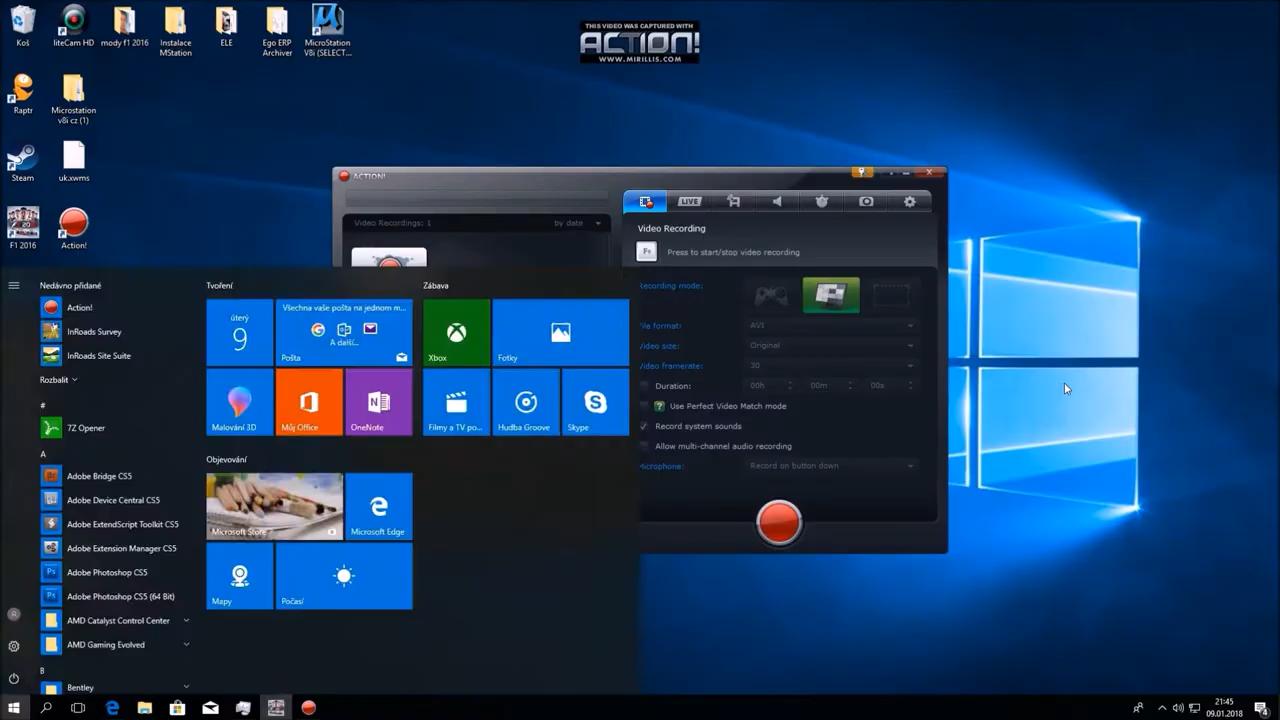 Koš
liteCam HD
mody f1 2016
Instalace
MStation
ELE
Ego ERP
Archiver
MicroStation
V8i (SELECT...
THIS VIDEO WAS CAPTURED WITH
ACTION!
WWW.MIRILLIS.COM
Raptr
Microstation
v8i cz (1)
Steam
uk.xwms
F1 2016
Action!
ACTION!
Video Recordings: 1
by date
LIVE
Video Recording
Press to start/stop video recording
Recording mode:
File format:
AVI
Video size:
Original
Video framerate:
30
Duration:
00h
00m
00s
Use Perfect Video Match mode
Record system sounds
Allow multi-channel audio recording
Microphone:
Record on button down
Nedávno přidané
Action!
InRoads Survey
InRoads Site Suite
Rozbalit
#
7Z Opener
A
Adobe Bridge CS5
Adobe Device Central CS5
Adobe ExtendScript Toolkit CS5
Adobe Extension Manager CS5
Adobe Photoshop CS5
Adobe Photoshop CS5 (64 Bit)
AMD Catalyst Control Center
AMD Gaming Evolved
B
Bentley
Tvoření
úterý
9
Všechna vaše pošta na jednom m...
A další...
Pošta
Malování 3D
Můj Office
OneNote
Zábava
Xbox
Fotky
Filmy a TV po...
Hudba Groove
Skype
Objevování
Microsoft Store
Microsoft Edge
Mapy
Počasí
21:45
09.01.2018
4